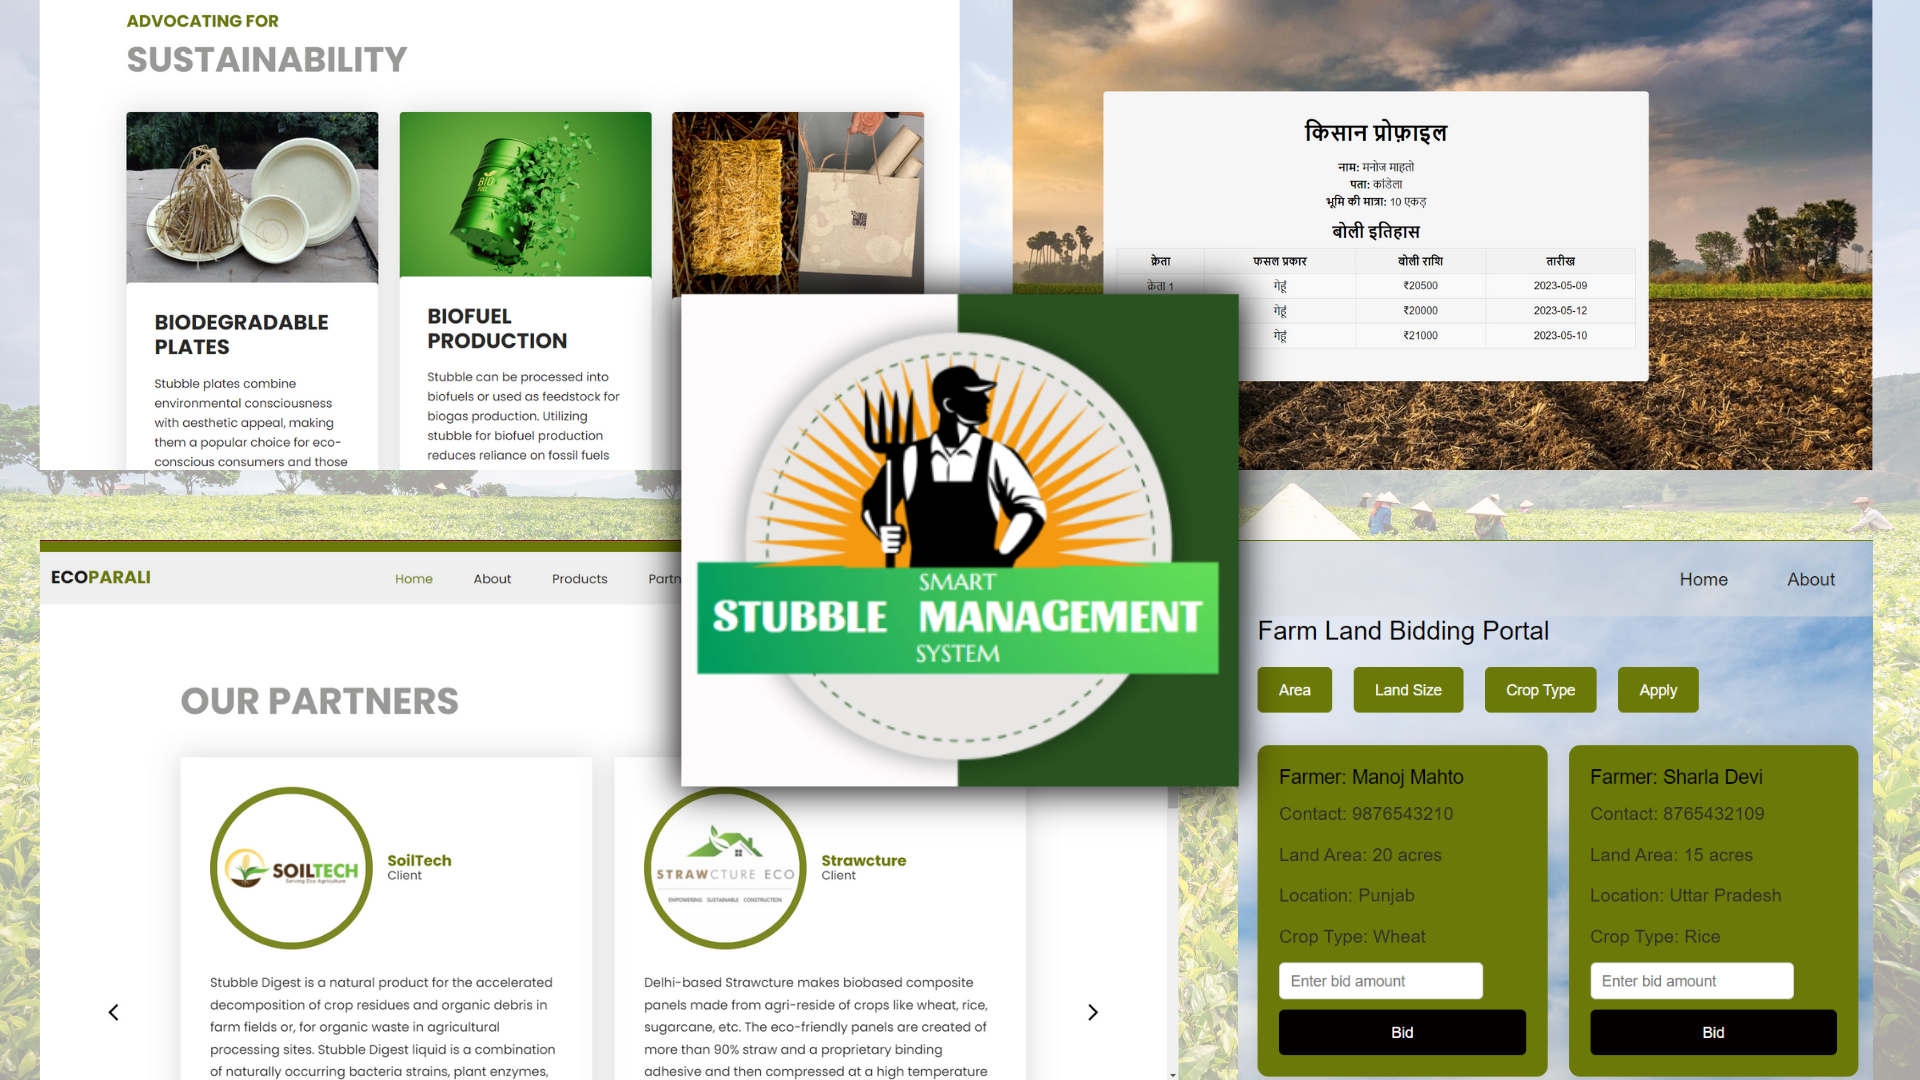 ADVOCATING FOR
SUSTAINABILITY
BIO
FUEL
BIODEGRADABLE
PLATES
Stubble plates combine
environmental consciousness
with aesthetic appeal, making
them a popular choice for eco-
conscious consumers and those
BIOFUEL
PRODUCTION
Stubble can be processed into
biofuels or used as feedstock for
biogas production. Utilizing
stubble for biofuel production
reduces reliance on fossil fuels
किसान प्रोफ़ाइल
नाम: मनोज माहतो
पता: कांडेला
भूमि की मात्रा: 10 एकड़
बोली इतिहास
क्रेता फसल प्रकार बोली राशि तारीख
क्रेता 1 गेहूं ₹20500 2023-05-09
गेहूं ₹20000 2023-05-12
गेहूं ₹21000 2023-05-10
SMART
STUBBLE MANAGEMENT
SYSTEM
ECOPARALI
Home About Products Partn
OUR PARTNERS
SOILTECH
Serving Eco Agriculture
SoilTech
Client
Stubble Digest is a natural product for the accelerated
decomposition of crop residues and organic debris in
farm fields or, for organic waste in agricultural
processing sites. Stubble Digest liquid is a combination
of naturally occurring bacteria strains, plant enzymes,
STRAWCTURE ECO
EMPOWERING SUSTAINABLE CONSTRUCTION
Strawcture
Client
Delhi-based Strawcture makes biobased composite
panels made from agri-reside of crops like wheat, rice,
sugarcane, etc. The eco-friendly panels are created of
more than 90% straw and a proprietary binding
adhesive and then compressed at a high temperature
Home About
Farm Land Bidding Portal
Area Land Size Crop Type Apply
Farmer: Manoj Mahto
Contact: 9876543210
Land Area: 20 acres
Location: Punjab
Crop Type: Wheat
Enter bid amount
Bid
Farmer: Sharla Devi
Contact: 8765432109
Land Area: 15 acres
Location: Uttar Pradesh
Crop Type: Rice
Enter bid amount
Bid